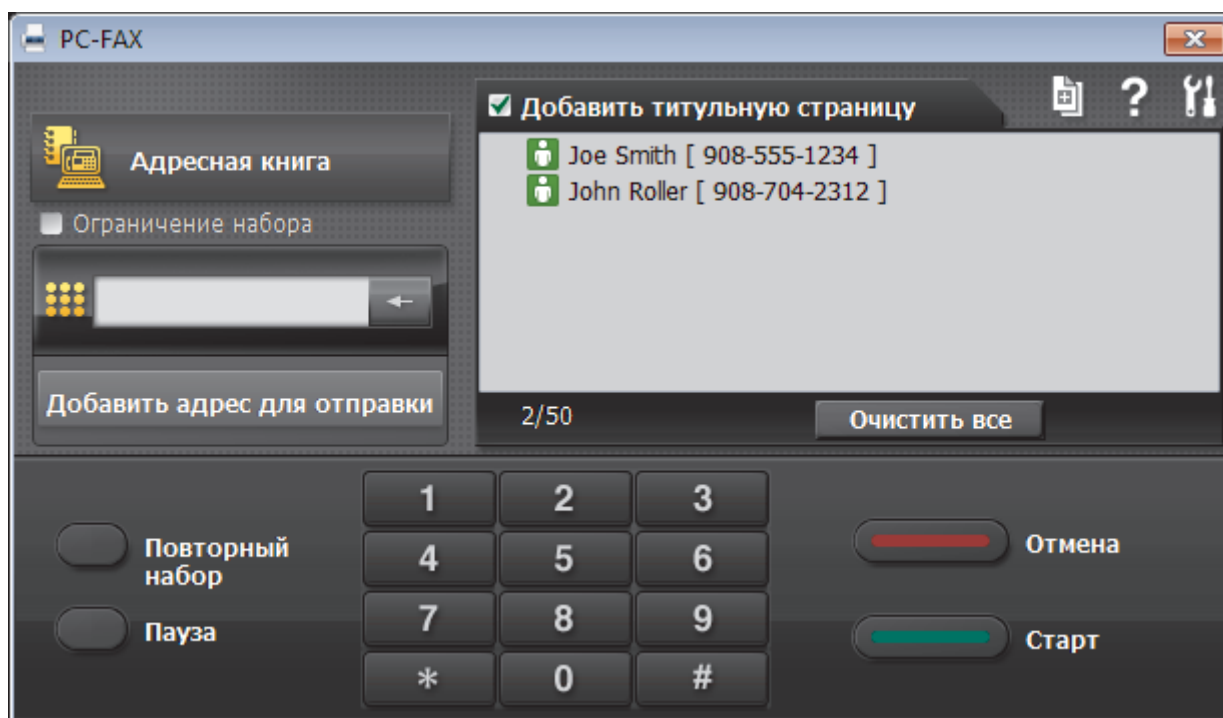 PC-FAX
Адресная книга
Ограничение набора
Добавить адрес для отправки
Добавить титульную страницу
?
Joe Smith [ 908-555-1234 ]
John Roller [ 908-704-2312 ]
2/50
Очистить все
Повторный
набор
Пауза
1 2 3
4 5 6
7 8 9
* 0 #
Отмена
Старт